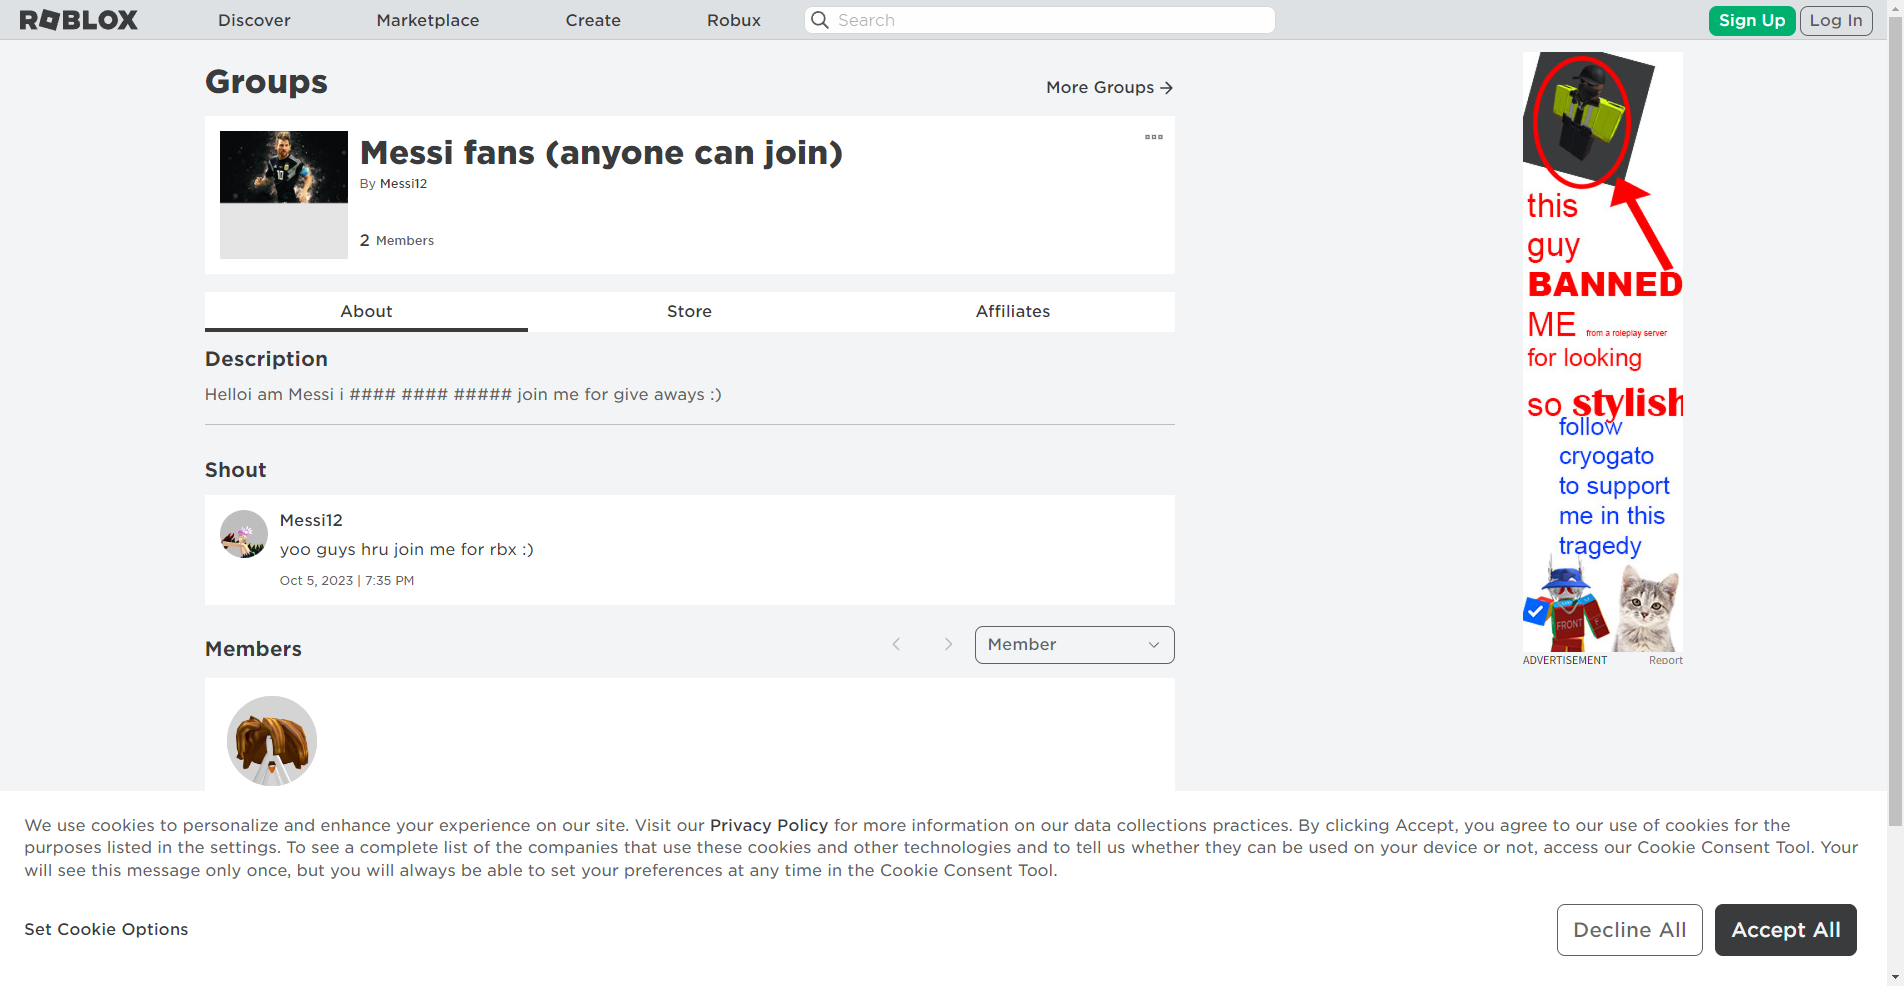 ROBLOX
Discover
Marketplace
Create
Robux
Search
Sign Up
Log In
Groups
More Groups →
Messi fans (anyone can join)
By Messi12
2 Members
About
Store
Affiliates
Description
Helloi am Messi i #### #### ##### join me for give aways :)
Shout
Messi12
yoo guys hru join me for rbx :)
Oct 5, 2023 | 7:35 PM
Members
Member
this
guy
BANNED
ME from a roleplay server
for looking
so stylish
follow
cryogato
to support
me in this
tragedy
FRONT
ADVERTISEMENT
Report
We use cookies to personalize and enhance your experience on our site. Visit our Privacy Policy for more information on our data collections practices. By clicking Accept, you agree to our use of cookies for the
purposes listed in the settings. To see a complete list of the companies that use these cookies and other technologies and to tell us whether they can be used on your device or not, access our Cookie Consent Tool. Your
will see this message only once, but you will always be able to set your preferences at any time in the Cookie Consent Tool.
Set Cookie Options
Decline All
Accept All